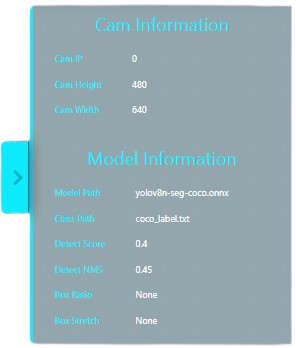 Cam Information
Cam IP 0
Cam Height 480
Cam Width 640
Model Information
Model Path yolov8n-seg-coco.onnx
Class Path coco_label.txt
Detect Score 0.4
Detect NMS 0.45
Box Ratio None
Box Stretch None